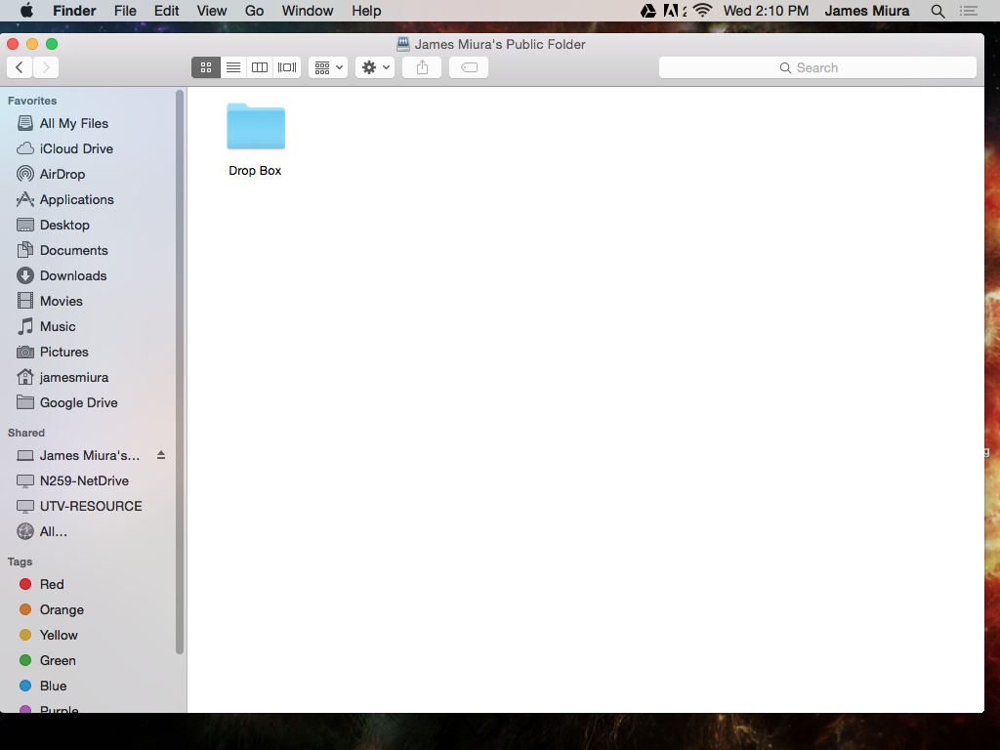 Finder File Edit View Go Window Help 2 Wed 2:10 PM James Miura
James Miura's Public Folder
Search
Favorites
All My Files
iCloud Drive
AirDrop
Applications
Desktop
Documents
Downloads
Movies
Music
Pictures
jamesmiura
Google Drive
Shared
James Miura's...
N259-NetDrive
UTV-RESOURCE
All...
Tags
Red
Orange
Yellow
Green
Blue
Purple
Drop Box
g